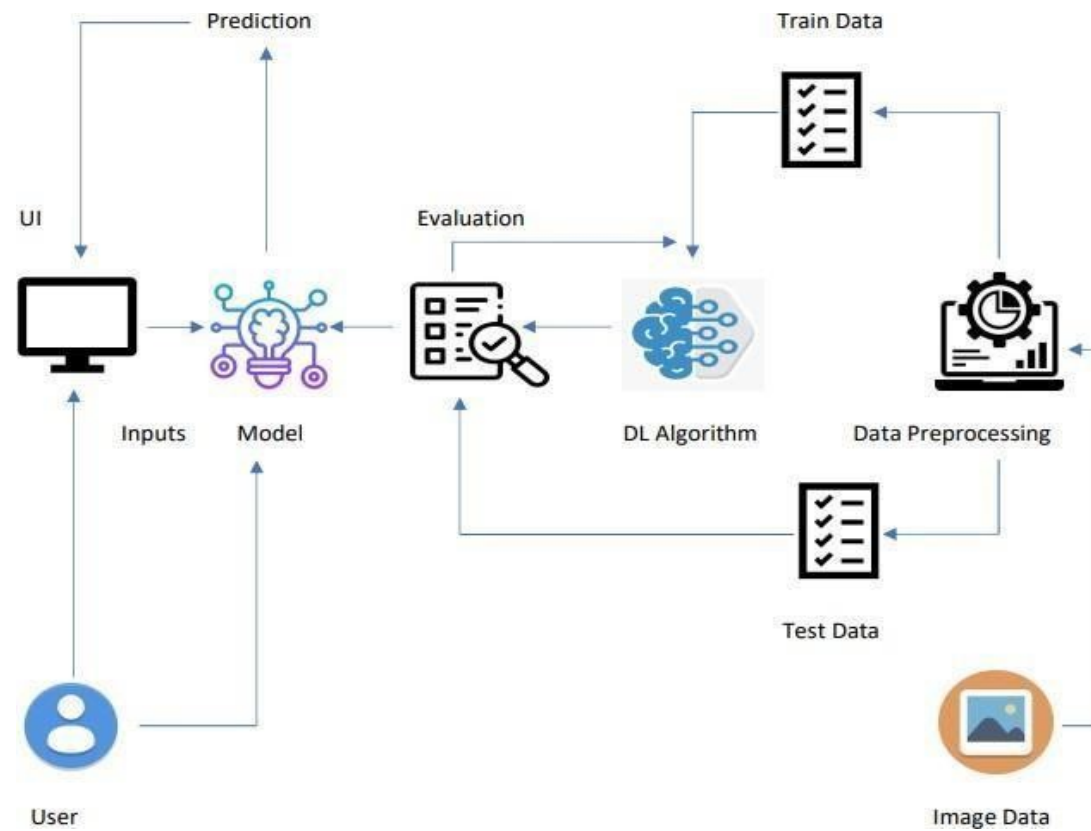 Prediction
Train Data
UI
Evaluation
Inputs
Model
DL Algorithm
Data Preprocessing
Test Data
User
Image Data